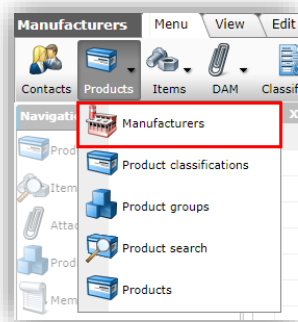 Manufacturers Menu View Edit
Contacts Products Items DAM Classif
Navigati
Manufacturers
X
Prod
Product classifications
Item
Product groups
Attac
Product search
Prod
Products
Mem